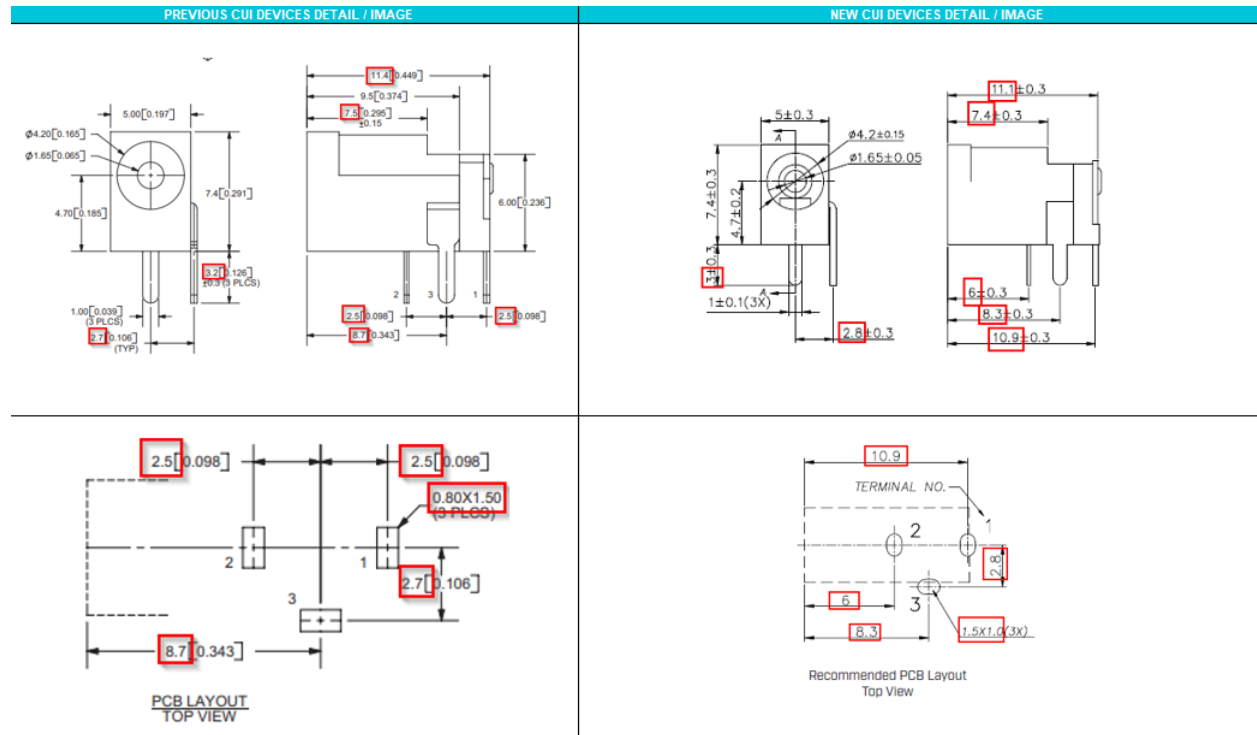 PREVIOUS CUI DEVICES DETAIL / IMAGE
NEW CUI DEVICES DETAIL / IMAGE
11.4[0.449]
9.5[0.374]
5.00[0.197]
7.5[0.295]
±0.15
Ø4.20[0.165]
Ø1.65[0.065]
7.4[0.291]
4.70[0.185]
6.00[0.236]
3.2[0.126]
±0.3 (3 PLCS)
2
3
1
1.00[0.039]
(3 PLCS)
2.5[0.098]
2.5[0.098]
2.7[0.106]
(TYP)
8.7[0.343]
11.1±0.3
5±0.3
7.4±0.3
A
Ø4.2±0.15
Ø1.65±0.05
7.4±0.3
4.7±0.2
3±0.3
A
1±0.1(3X)
6±0.3
8.3±0.3
2.8±0.3
10.9±0.3
2.5[0.098]
2.5[0.098]
0.80X1.50
(3 PLCS)
2
1
2.7[0.106]
3
8.7[0.343]
PCB LAYOUT
TOP VIEW
10.9
TERMINAL NO.
1
2
2.8
6
3
8.3
1.5X1.0(3X)
Recommended PCB Layout
Top View